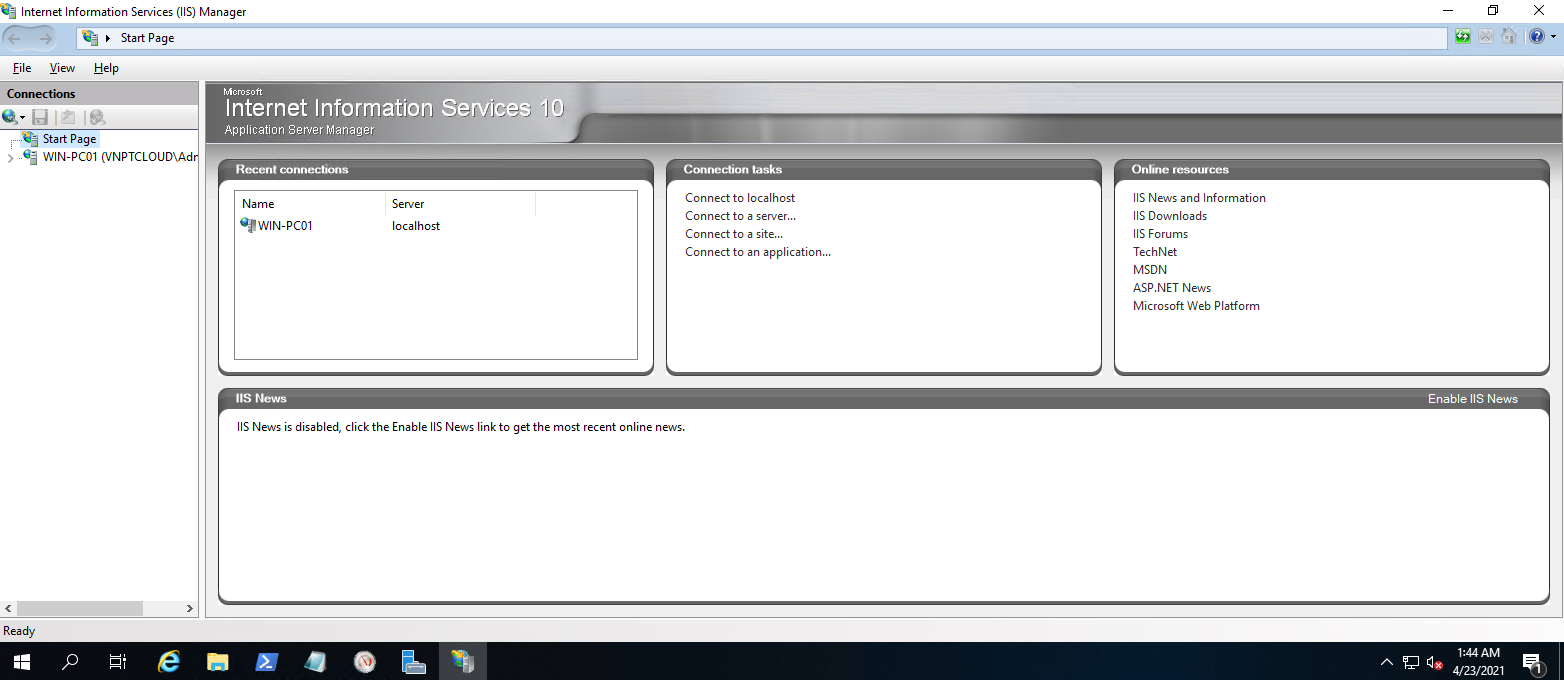 Internet Information Services (IIS) Manager
Start Page
File View Help
Connections
Start Page
WIN-PC01 (VNPTCLOUD\Adr
Microsoft
Internet Information Services 10
Application Server Manager
Recent connections
Name Server
WIN-PC01 localhost
Connection tasks
Connect to localhost
Connect to a server...
Connect to a site...
Connect to an application...
Online resources
IIS News and Information
IIS Downloads
IIS Forums
TechNet
MSDN
ASP.NET News
Microsoft Web Platform
IIS News
Enable IIS News
IIS News is disabled, click the Enable IIS News link to get the most recent online news.
Ready
1:44 AM
4/23/2021
1